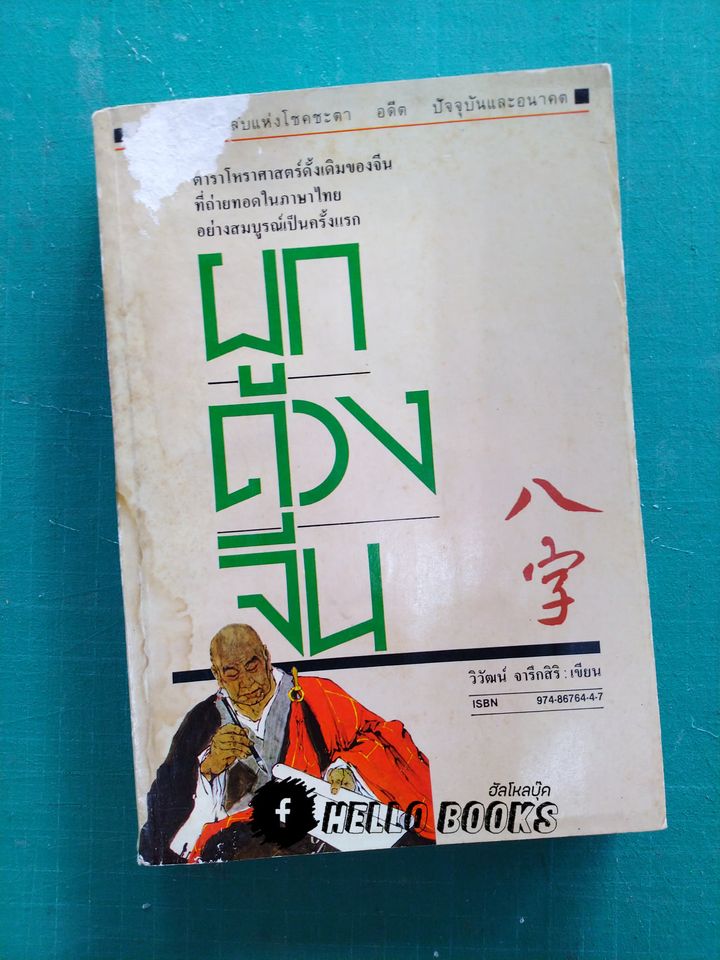 แห่งโชคชะตา อดีต ปัจจุบันและอนาคต
ตำราโหราศาสตร์ดั้งเดิมของจีน
ที่ถ่ายทอดในภาษาไทย
อย่างสมบูรณ์เป็นครั้งแรก
ผูก
ดวง
จีน
八字
วิวัฒน์ จารึกสิริ : เขียน
ISBN 974-86764-4-7
ฮัลโหลบุ๊ค
f HELLO BOOKS